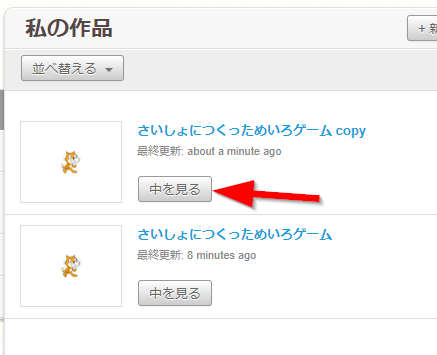 私の作品
+ 新
並べ替える
さいしょにつくっためいろゲーム copy
最終更新: about a minute ago
中を見る
さいしょにつくっためいろゲーム
最終更新: 8 minutes ago
中を見る